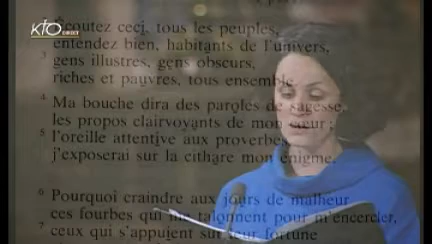 KTO
DIRECT
Écoutez ceci, tous les peuples,
entendez bien, habitants de l'univers,
3 gens illustres, gens obscurs,
riches et pauvres, tous ensemble.
4 Ma bouche dira des paroles de sagesse,
les propos clairvoyants de mon cœur ;
5 l'oreille attentive aux proverbes,
j'exposerai sur la cithare mon énigme.
6 Pourquoi craindre aux jours de malheur
ces fourbes qui me talonnent pour m'encercler,
7 ceux qui s'appuient sur leur fortune